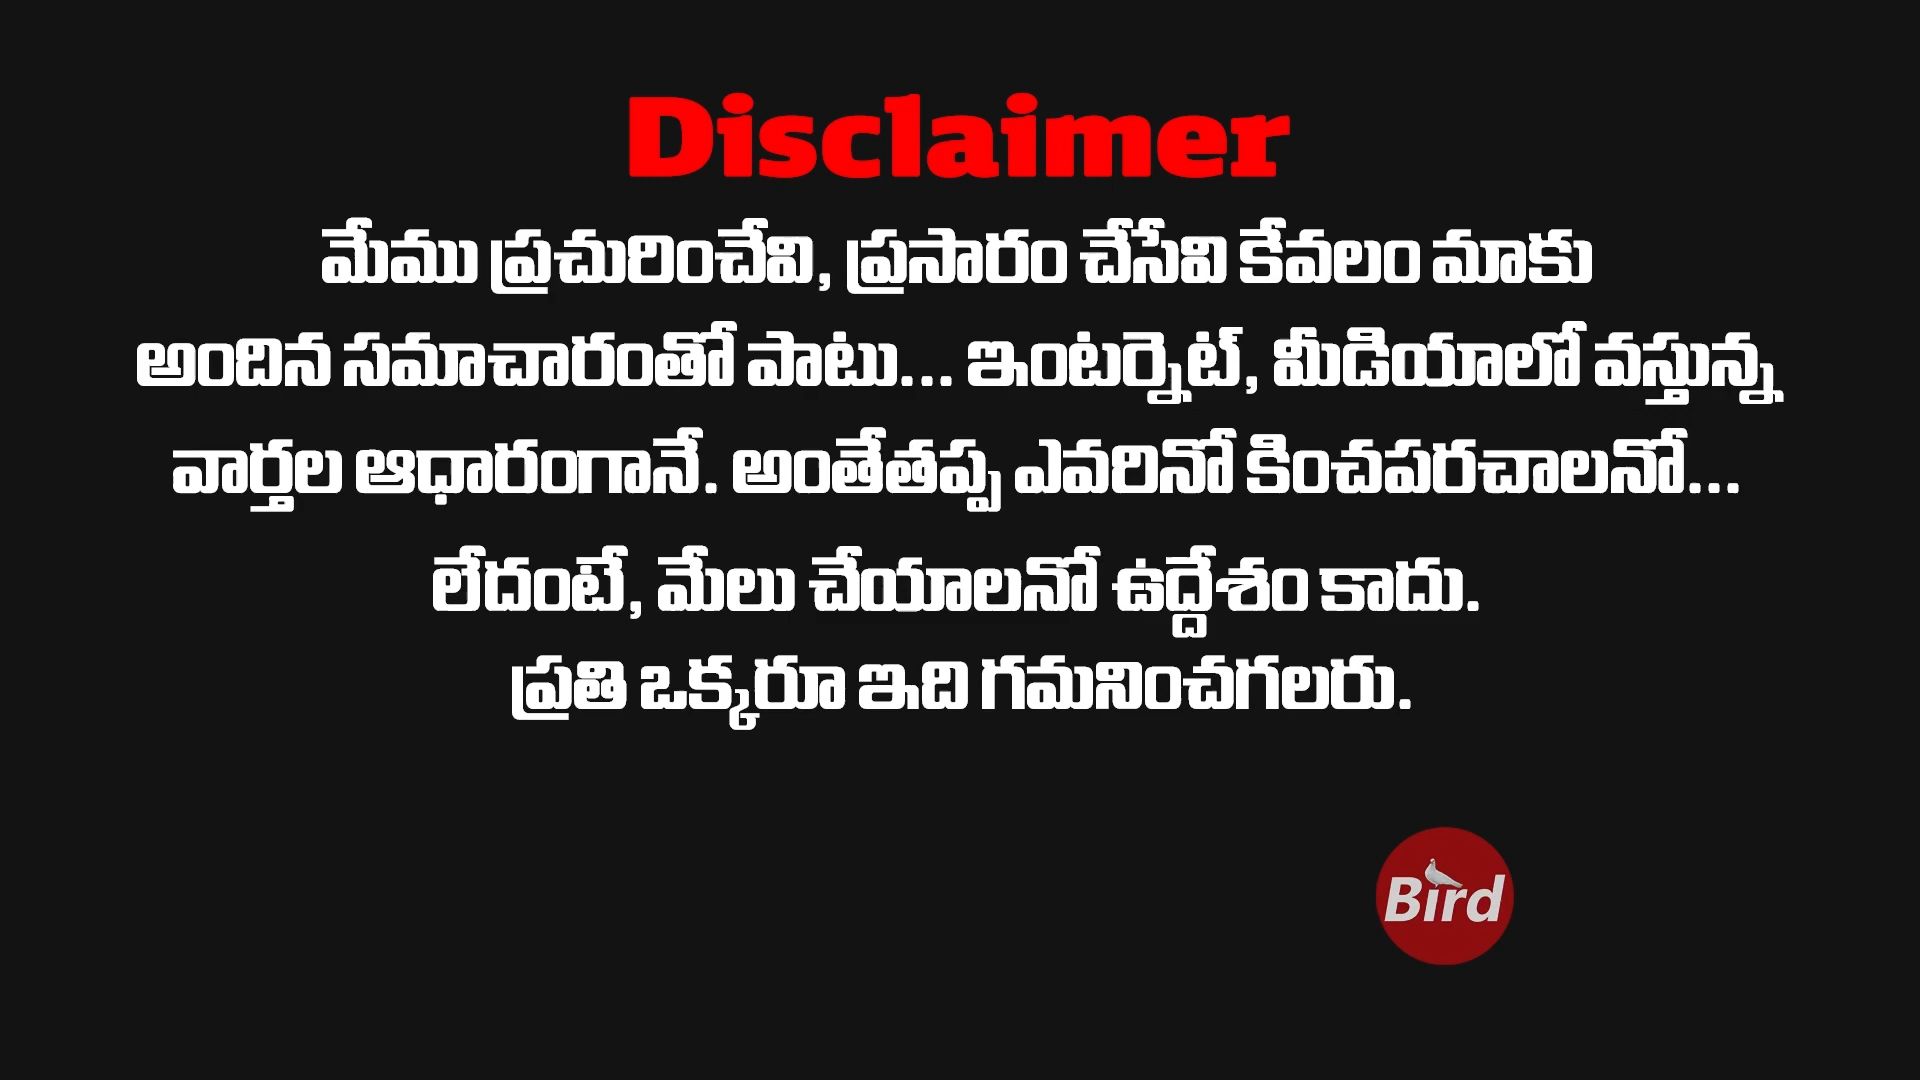 Disclaimer
మేము ప్రచురించేవి, ప్రసారం చేసేవి కేవలం మాకు
అందిన సమాచారంతో పాటు... ఇంటర్నెట్, మీడియాలో వస్తున్న
వార్తల ఆధారంగానే. అంతేతప్ప ఎవరినో కించపరచాలనో...
లేదంటే, మేలు చేయాలనో ఉద్దేశం కాదు.
ప్రతి ఒక్కరూ ఇది గమనించగలరు.
Bird